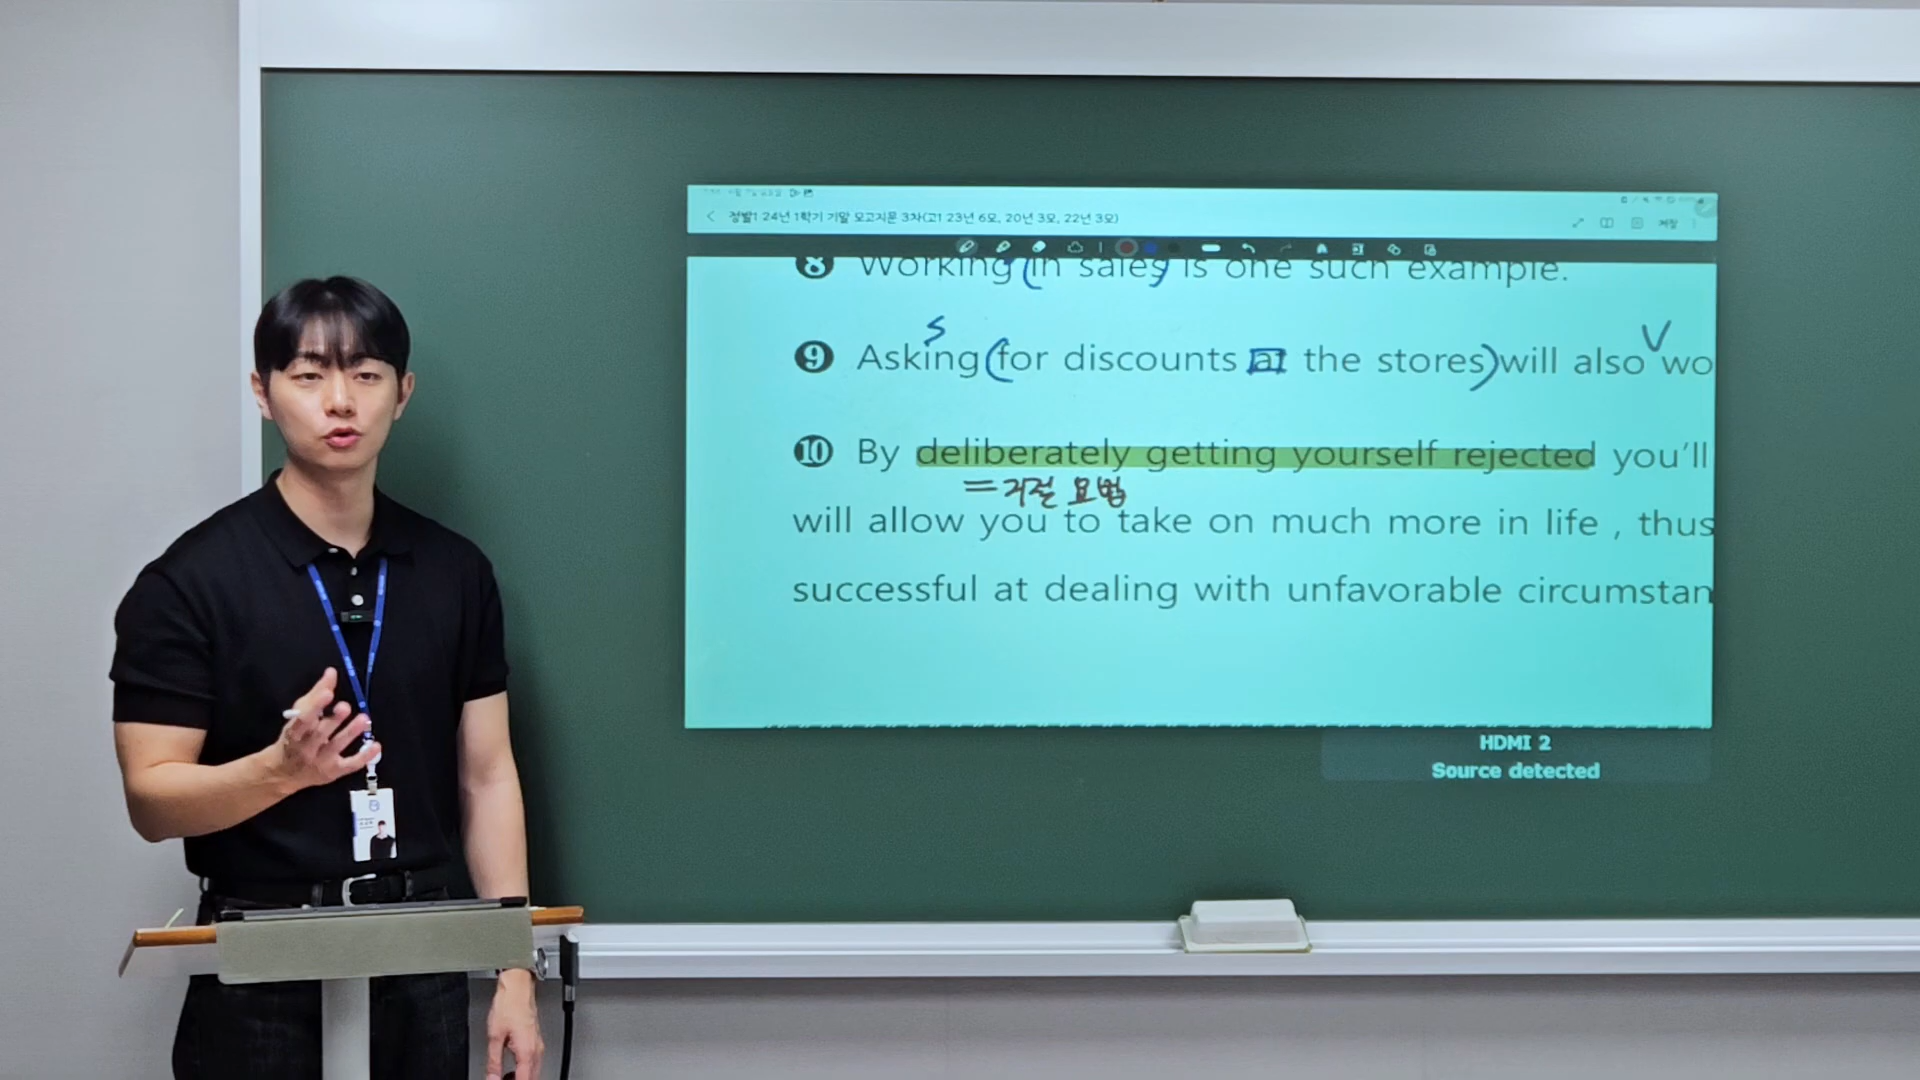 정발1 24년 1학기 기말 모고지문 3차(고1 23년 6모, 20년 3모, 22년 3모)
저장
❽ Working (in sales) is one such example.
S V
❾ Asking (for discounts at the stores) will also wo
❿ By deliberately getting yourself rejected you'll
= 거절 요법
will allow you to take on much more in life , thus
successful at dealing with unfavorable circumstan
HDMI 2
Source detected